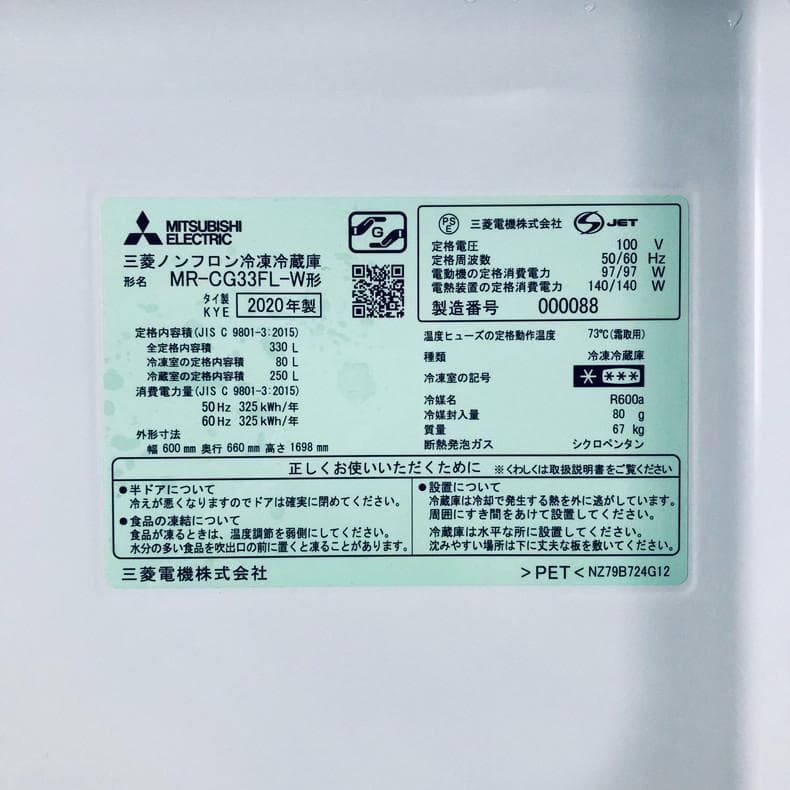 MITSUBISHI
ELECTRIC
G
三菱ノンフロン冷凍冷蔵庫
形名 MR-CG33FL-W形
タイ製
KYE 2020年製
PSE 三菱電機株式会社 S JET
定格電圧 100 V
定格周波数 50/60 Hz
電動機の定格消費電力 97/97 W
電熱装置の定格消費電力 140/140 W
製造番号 000088
定格内容積(JIS C 9801-3:2015)
全定格内容積 330 L
冷凍室の定格内容積 80 L
冷蔵室の定格内容積 250 L
消費電力量(JIS C 9801-3:2015)
50Hz 325kWh/年
60Hz 325kWh/年
外形寸法
幅 600mm 奥行 660mm 高さ 1698mm
温度ヒューズの定格動作温度 73℃(霜取用)
種類 冷凍冷蔵庫
冷凍室の記号 * ***
冷媒名 R600a
冷媒封入量 80 g
質量 67 kg
断熱発泡ガス シクロペンタン
正しくお使いいただくために ※くわしくは取扱説明書をご覧ください
●半ドアについて
冷えが悪くなりますのでドアは確実に閉めてください。
●食品の凍結について
食品が凍るときは、温度調節を弱側にしてください。
水分の多い食品を吹出口の前に置くと凍ることがあります。
●設置について
冷蔵庫は冷却で発生する熱を外に逃がしています。
周囲にすき間をあけて設置してください。
冷蔵庫は水平な所に設置してください。
沈みやすい場所は下に丈夫な板を敷いてください。
三菱電機株式会社
>PET< NZ79B724G12